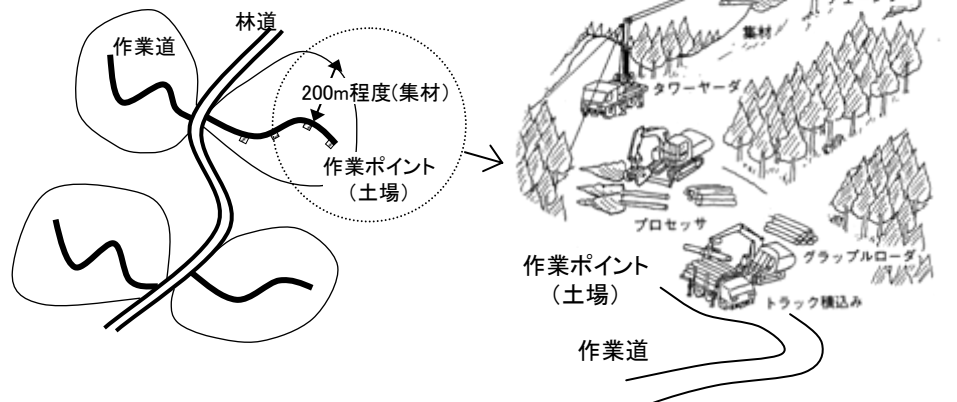 林道
作業道
200m程度(集材)
作業ポイント
(土場)
集材
タワーヤーダ
プロセッサ
グラップルローダ
トラック積込み
作業ポイント
(土場)
作業道